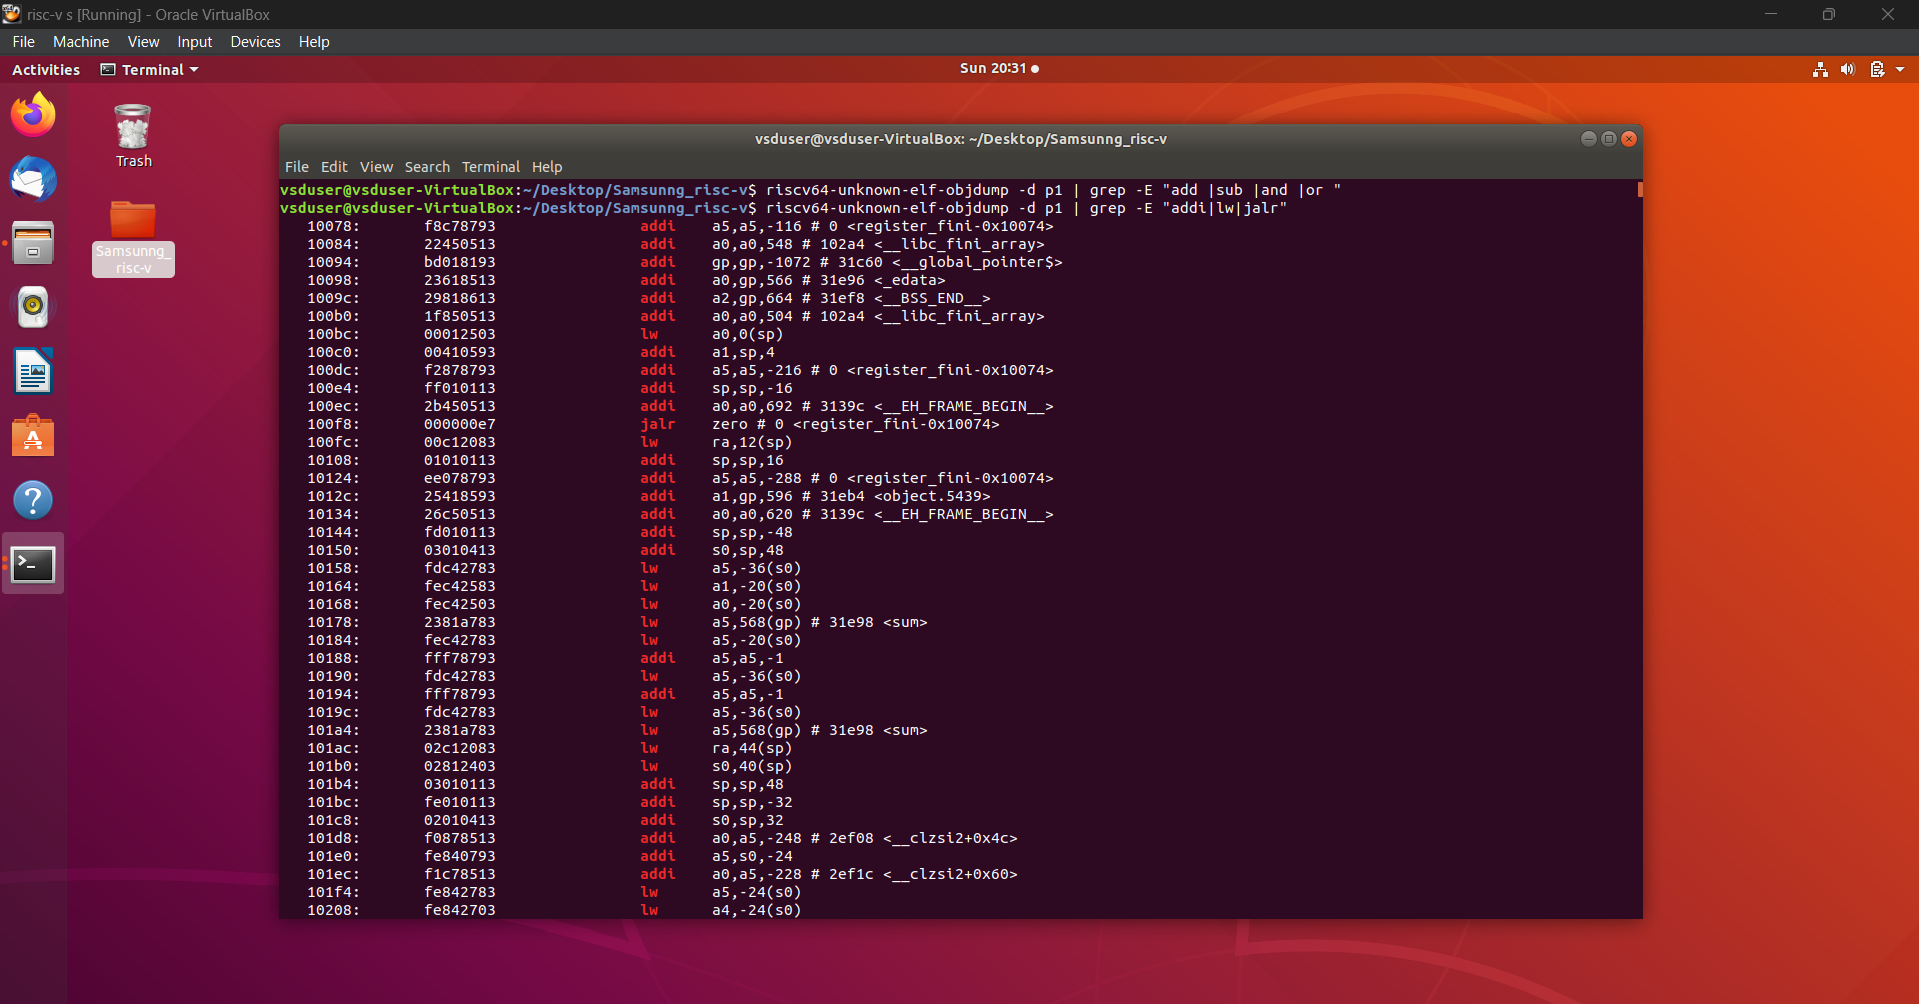 risc-v s [Running] - Oracle VirtualBox
File Machine View Input Devices Help
Activities Terminal Sun 20:31
Trash
Samsunng_
risc-v
vsduser@vsduser-VirtualBox: ~/Desktop/Samsunng_risc-v
File Edit View Search Terminal Help
vsduser@vsduser-VirtualBox:~/Desktop/Samsunng_risc-v$ riscv64-unknown-elf-objdump -d p1 | grep -E "add |sub |and |or "
vsduser@vsduser-VirtualBox:~/Desktop/Samsunng_risc-v$ riscv64-unknown-elf-objdump -d p1 | grep -E "addi|lw|jalr"
10078: f8c78793 addi a5,a5,-116 # 0 <register_fini-0x10074>
10084: 22450513 addi a0,a0,548 # 102a4 <__libc_fini_array>
10094: bd018193 addi gp,gp,-1072 # 31c60 <__global_pointer$>
10098: 23618513 addi a0,gp,566 # 31e96 <_edata>
1009c: 29818613 addi a2,gp,664 # 31ef8 <__BSS_END__>
100b0: 1f850513 addi a0,a0,504 # 102a4 <__libc_fini_array>
100bc: 00012503 lw a0,0(sp)
100c0: 00410593 addi a1,sp,4
100dc: f2878793 addi a5,a5,-216 # 0 <register_fini-0x10074>
100e4: ff010113 addi sp,sp,-16
100ec: 2b450513 addi a0,a0,692 # 3139c <__EH_FRAME_BEGIN__>
100f8: 000000e7 jalr zero # 0 <register_fini-0x10074>
100fc: 00c12083 lw ra,12(sp)
10108: 01010113 addi sp,sp,16
10124: ee078793 addi a5,a5,-288 # 0 <register_fini-0x10074>
1012c: 25418593 addi a1,gp,596 # 31eb4 <object.5439>
10134: 26c50513 addi a0,a0,620 # 3139c <__EH_FRAME_BEGIN__>
10144: fd010113 addi sp,sp,-48
10150: 03010413 addi s0,sp,48
10158: fdc42783 lw a5,-36(s0)
10164: fec42583 lw a1,-20(s0)
10168: fec42503 lw a0,-20(s0)
10178: 2381a783 lw a5,568(gp) # 31e98 <sum>
10184: fec42783 lw a5,-20(s0)
10188: fff78793 addi a5,a5,-1
10190: fdc42783 lw a5,-36(s0)
10194: fff78793 addi a5,a5,-1
1019c: fdc42783 lw a5,-36(s0)
101a4: 2381a783 lw a5,568(gp) # 31e98 <sum>
101ac: 02c12083 lw ra,44(sp)
101b0: 02812403 lw s0,40(sp)
101b4: 03010113 addi sp,sp,48
101bc: fe010113 addi sp,sp,-32
101c8: 02010413 addi s0,sp,32
101d8: f0878513 addi a0,a5,-248 # 2ef08 <__clzsi2+0x4c>
101e0: fe840793 addi a5,s0,-24
101ec: f1c78513 addi a0,a5,-228 # 2ef1c <__clzsi2+0x60>
101f4: fe842783 lw a5,-24(s0)
10208: fe842703 lw a4,-24(s0)